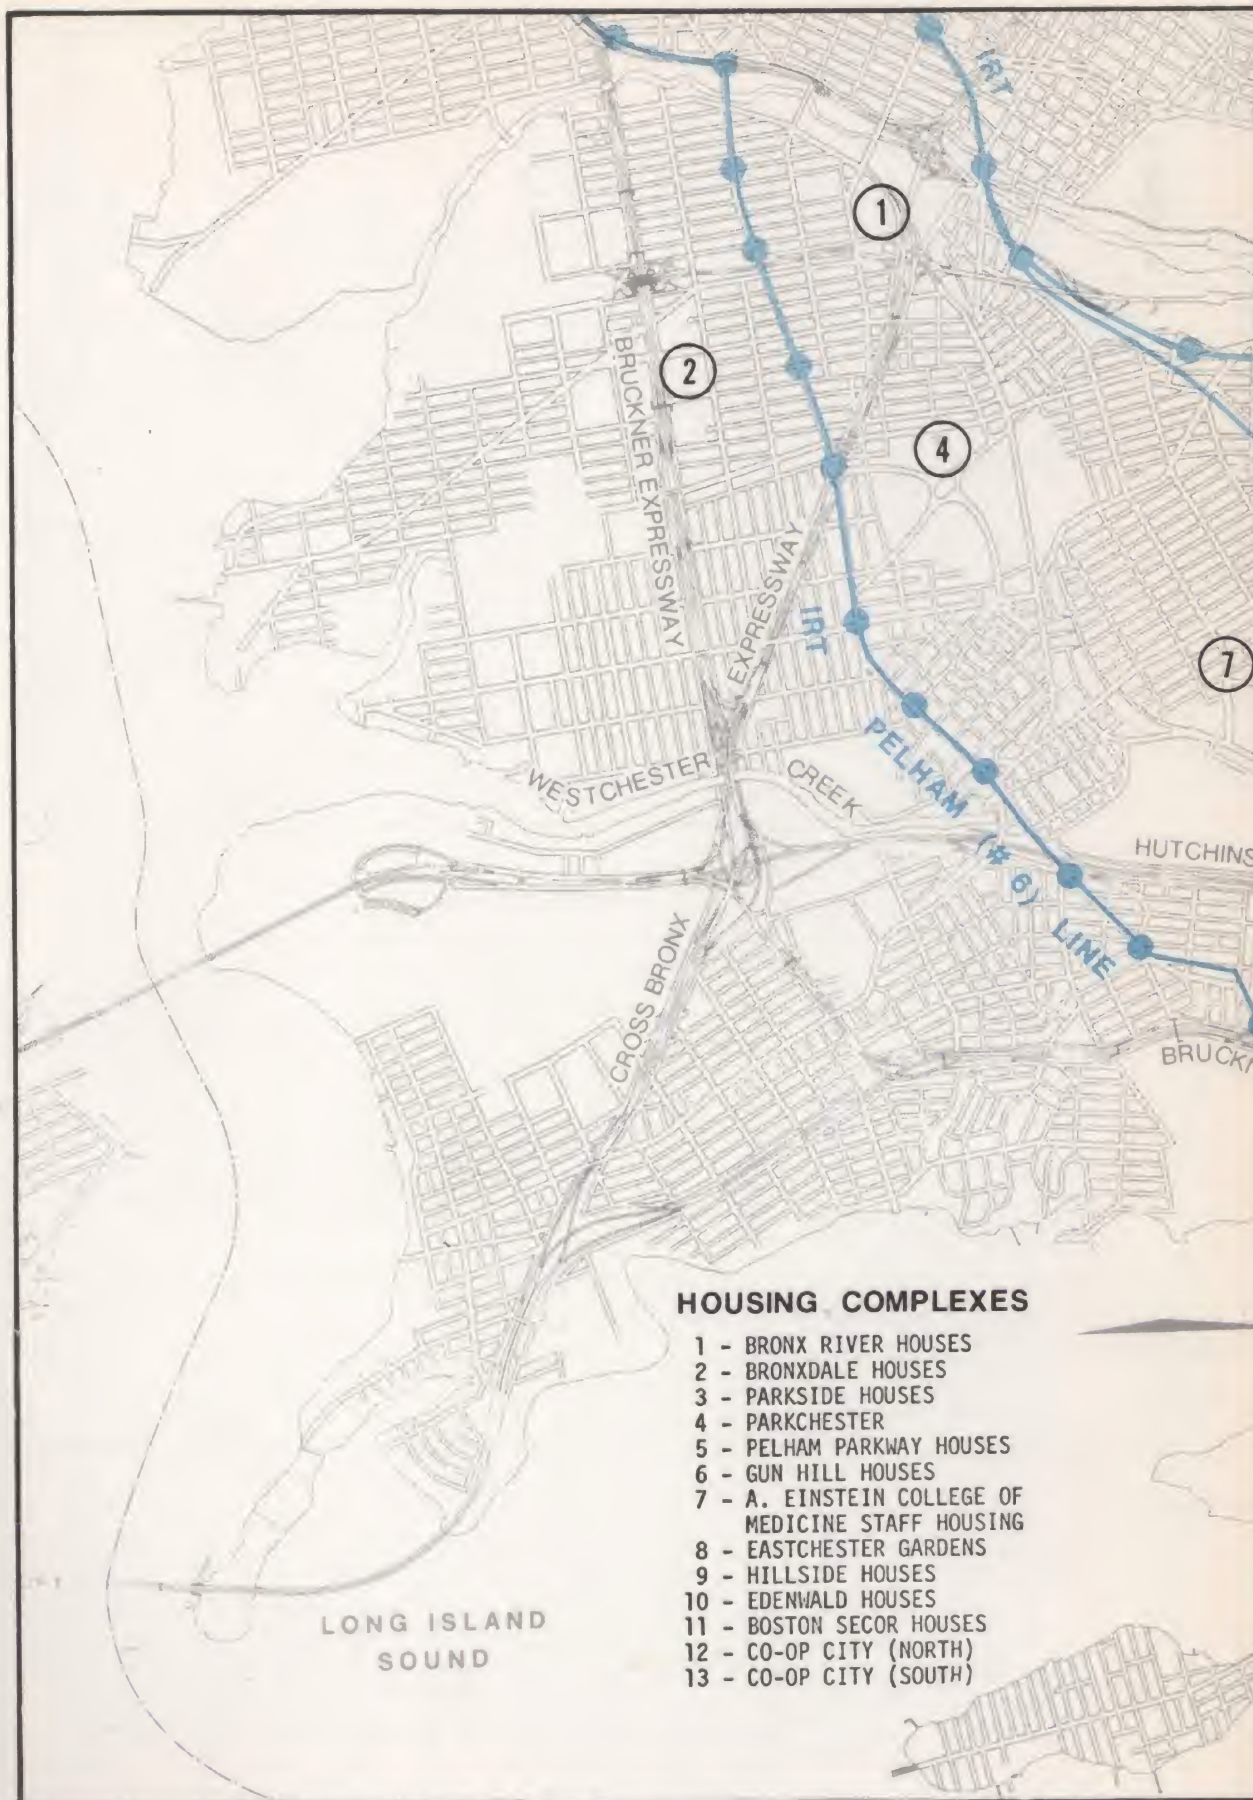 IRT
1
2
BRUCKNER EXPRESSWAY
4
EXPRESSWAY
IRT
7
PELHAM (# 6) LINE
WESTCHESTER CREEK
HUTCHINS
CROSS BRONX
BRUCKN
HOUSING COMPLEXES
1 - BRONX RIVER HOUSES
2 - BRONXDALE HOUSES
3 - PARKSIDE HOUSES
4 - PARKCHESTER
5 - PELHAM PARKWAY HOUSES
6 - GUN HILL HOUSES
7 - A. EINSTEIN COLLEGE OF
MEDICINE STAFF HOUSING
8 - EASTCHESTER GARDENS
9 - HILLSIDE HOUSES
10 - EDENWALD HOUSES
11 - BOSTON SECOR HOUSES
12 - CO-OP CITY (NORTH)
13 - CO-OP CITY (SOUTH)
LONG ISLAND
SOUND